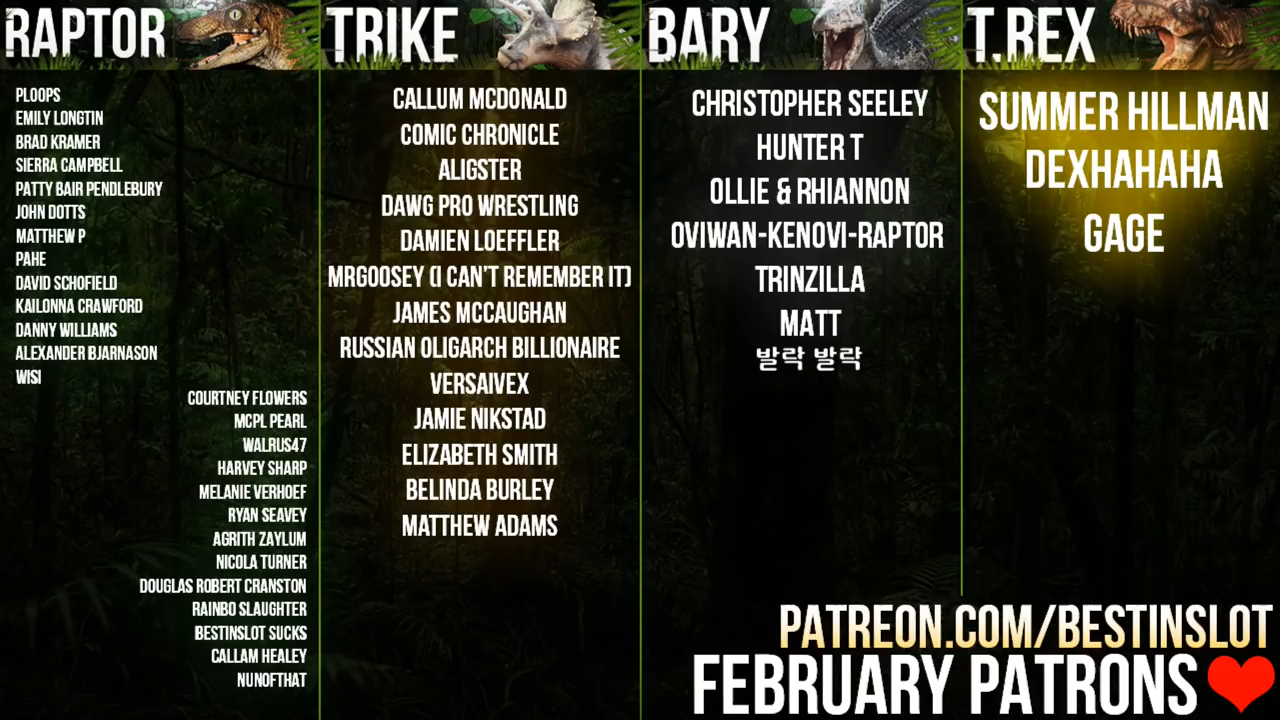 RAPTOR
PLOOPS
EMILY LONGTIN
BRAD KRAMER
SIERRA CAMPBELL
PATTY BAIR PENDLEBURY
JOHN DOTTS
MATTHEW P
PAHE
DAVID SCHOFIELD
KAILONNA CRAWFORD
DANNY WILLIAMS
ALEXANDER BJARNASON
WISI
COURTNEY FLOWERS
MCPL PEARL
WALRUS47
HARVEY SHARP
MELANIE VERHOEF
RYAN SEAVEY
AGRITH ZAYLUM
NICOLA TURNER
DOUGLAS ROBERT CRANSTON
RAINBO SLAUGHTER
BESTINSLOT SUCKS
CALLAM HEALEY
NUNOFTHAT
TRIKE
CALLUM MCDONALD
COMIC CHRONICLE
ALIGSTER
DAWG PRO WRESTLING
DAMIEN LOEFFLER
MRGOOSEY (I CAN'T REMEMBER IT)
JAMES MCCAUGHAN
RUSSIAN OLIGARCH BILLIONAIRE
VERSAIVEX
JAMIE NIKSTAD
ELIZABETH SMITH
BELINDA BURLEY
MATTHEW ADAMS
BARY
CHRISTOPHER SEELEY
HUNTER T
OLLIE & RHIANNON
OVIWAN-KENOVI-RAPTOR
TRINZILLA
MATT
발락 발락
T.REX
SUMMER HILLMAN
DEXHAHAHA
GAGE
PATREON.COM/BESTINSLOT
FEBRUARY PATRONS